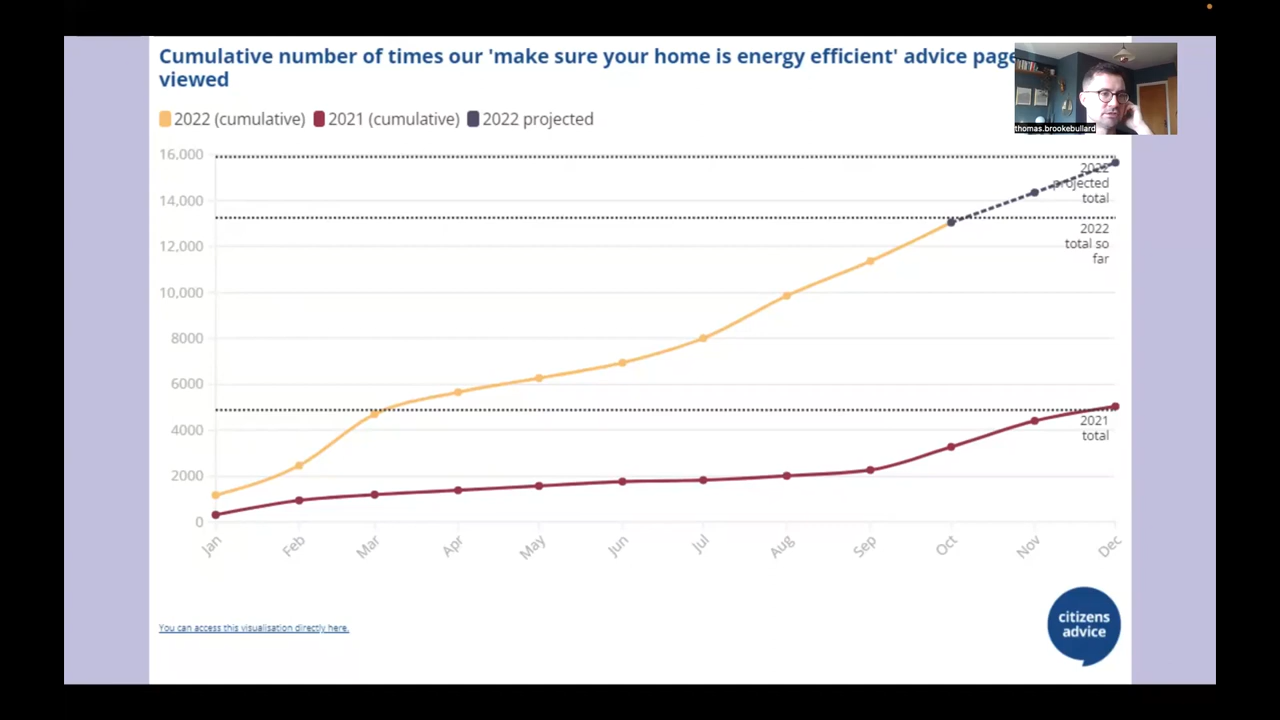 Cumulative number of times our 'make sure your home is energy efficient' advice page
viewed
2022 (cumulative) 2021 (cumulative) 2022 projected
thomas.brookebullard
16,000
14,000
12,000
10,000
8000
6000
4000
2000
0
2022
projected
total
2022
total so
far
2021
total
Jan Feb Mar Apr May Jun Jul Aug Sep Oct Nov Dec
You can access this visualisation directly here.
citizens
advice